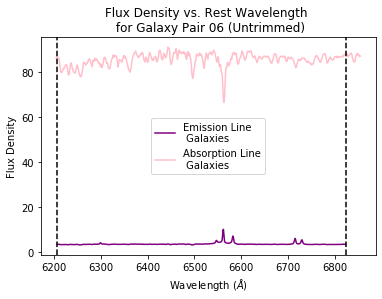 Flux Density vs. Rest Wavelength
for Galaxy Pair 06 (Untrimmed)
Flux Density
80
60
40
20
0
Emission Line
Galaxies
Absorption Line
Galaxies
6200 6300 6400 6500 6600 6700 6800
Wavelength (Å)